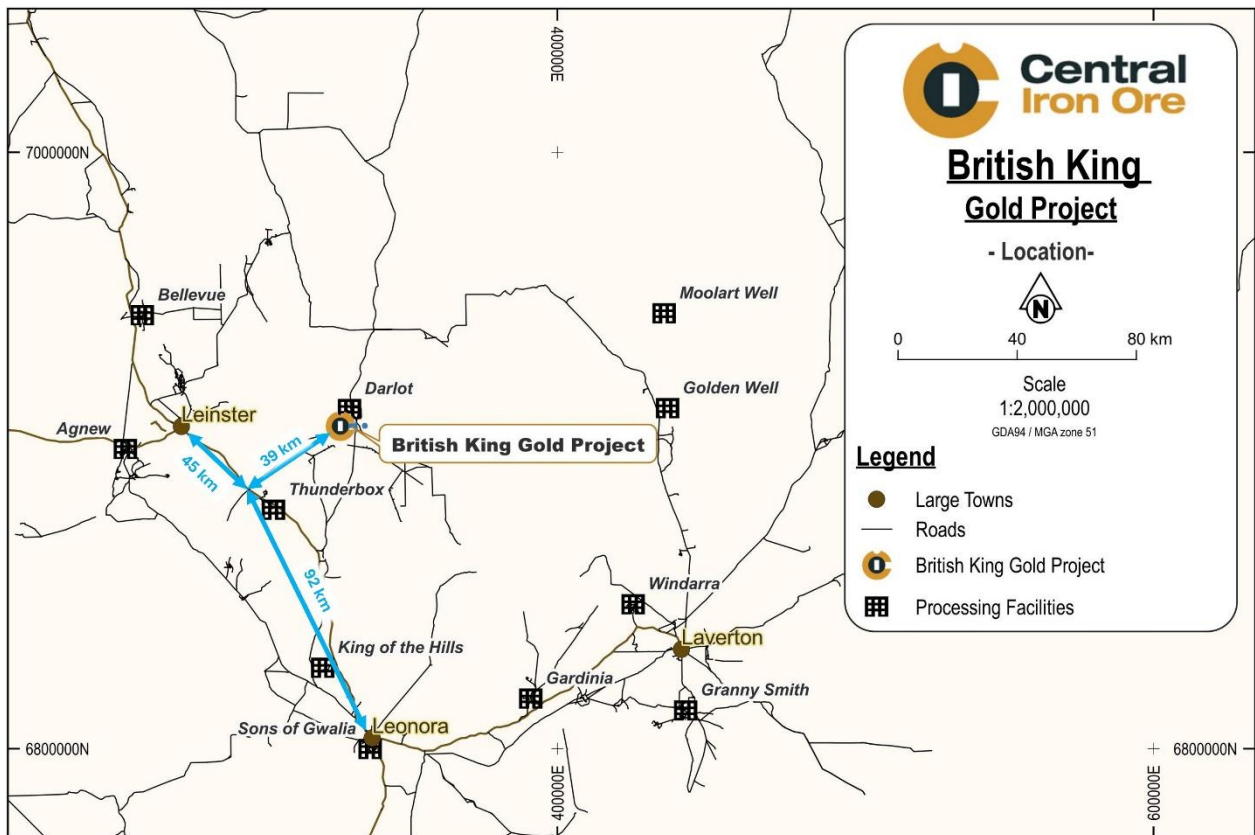 Central
Iron Ore
British King
Gold Project
- Location-
N
0 40 80 km
Scale
1:2,000,000
GDA94 / MGA zone 51
Legend
Large Towns
Roads
British King Gold Project
Processing Facilities
400000E
7000000N
Bellevue
Moolart Well
Darlot
Golden Well
Leinster
Agnew
British King Gold Project
39 km
45 km
Thunderbox
92 km
Windarra
Laverton
King of the Hills
Gardinia
Granny Smith
Sons of Gwalia
Leonora
6800000N
6800000N
400000E
600000E